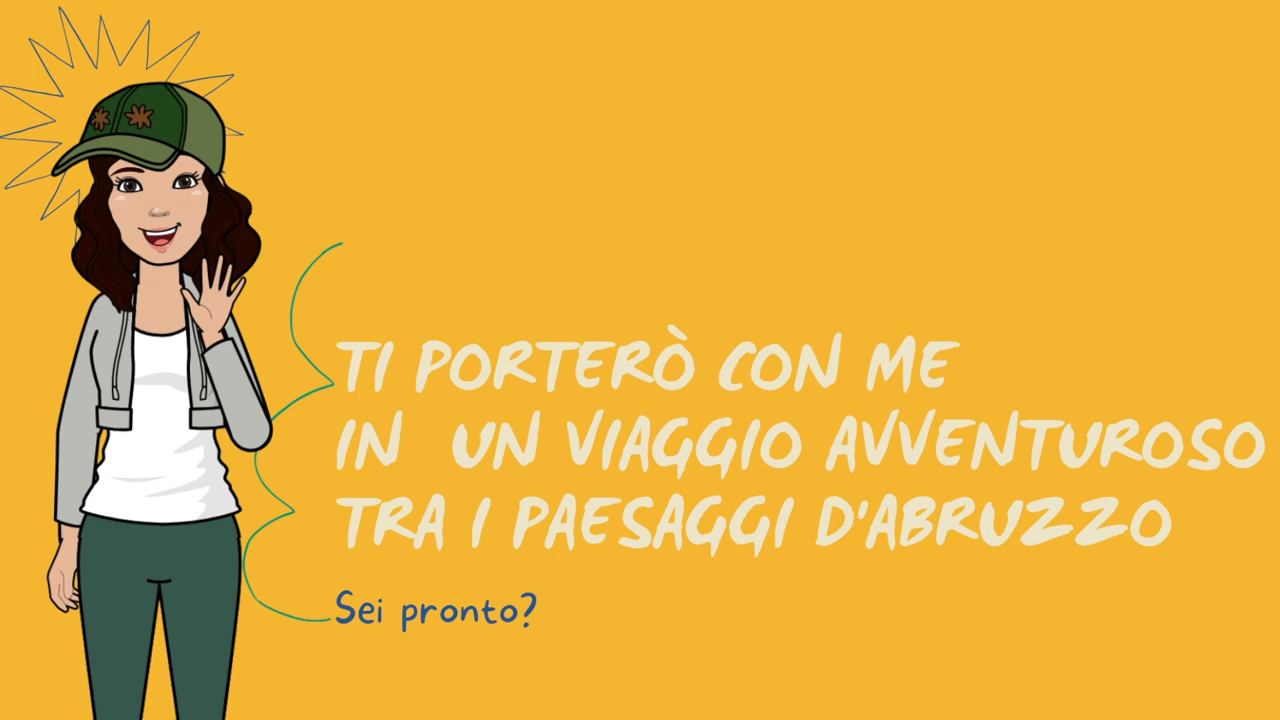 TI PORTERÒ CON ME
IN UN VIAGGIO AVVENTUROSO
TRA I PAESAGGI D'ABRUZZO
Sei pronto?